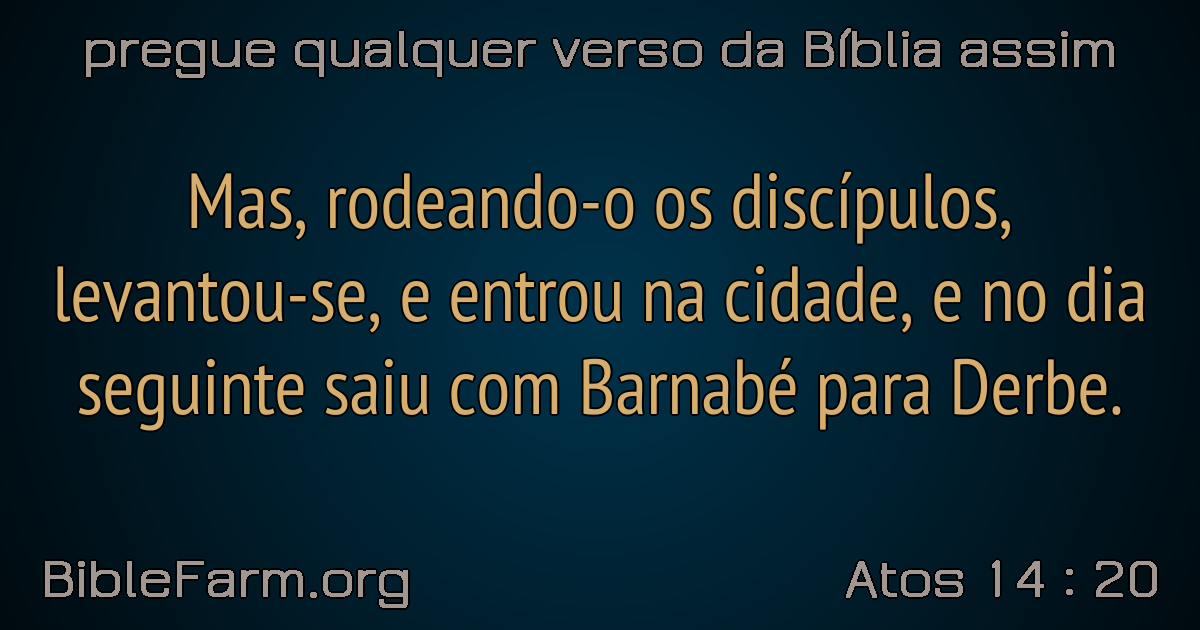 pregue qualquer verso da Bíblia assim
Mas, rodeando-o os discípulos,
levantou-se, e entrou na cidade, e no dia
seguinte saiu com Barnabé para Derbe.
BibleFarm.org
Atos 14 : 20